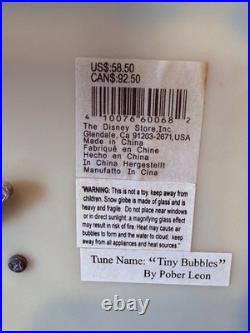 US$:58.50
CAN$:92.50
4 10076 60068 2
The Disney Store,Inc.
Glendale, Ca 91203-2671,USA
Made in China
Fabriqué en Chine
Hecho en China
In China Hergestellt
Manufatto In Cina
"WARNING: This is not a toy, keep away from
children. Snow globe is made of glass and is
heavy and fragile. Do not place near windows
or in direct sunlight: a magnifying glass effect
may result in risk of fire. Heat may cause air
bubbles to form and the water to cloud. keep
away from all appliances and heat sources."
Tune Name: “Tiny Bubbles”
By Pober Leon